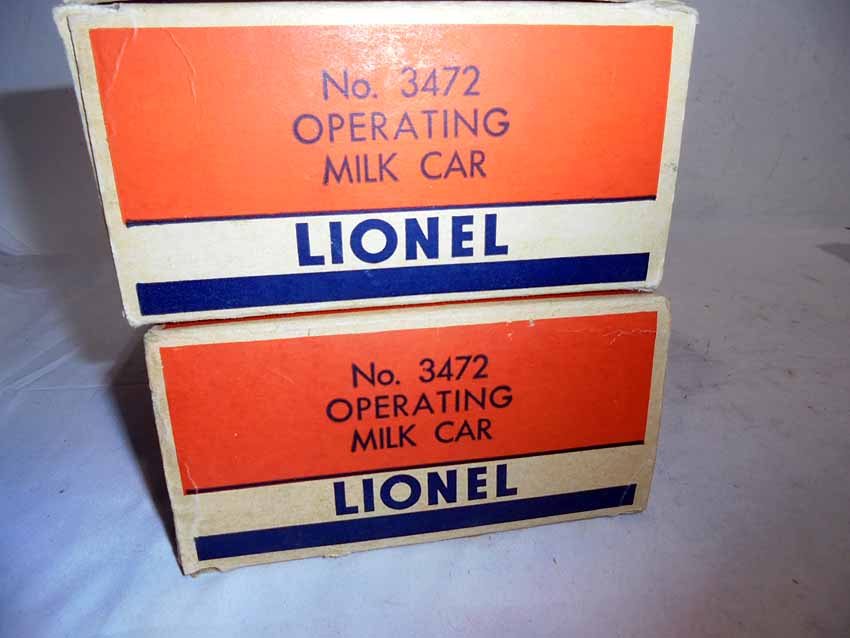 No. 3472
OPERATING
MILK CAR
LIONEL
No. 3472
OPERATING
MILK CAR
LIONEL